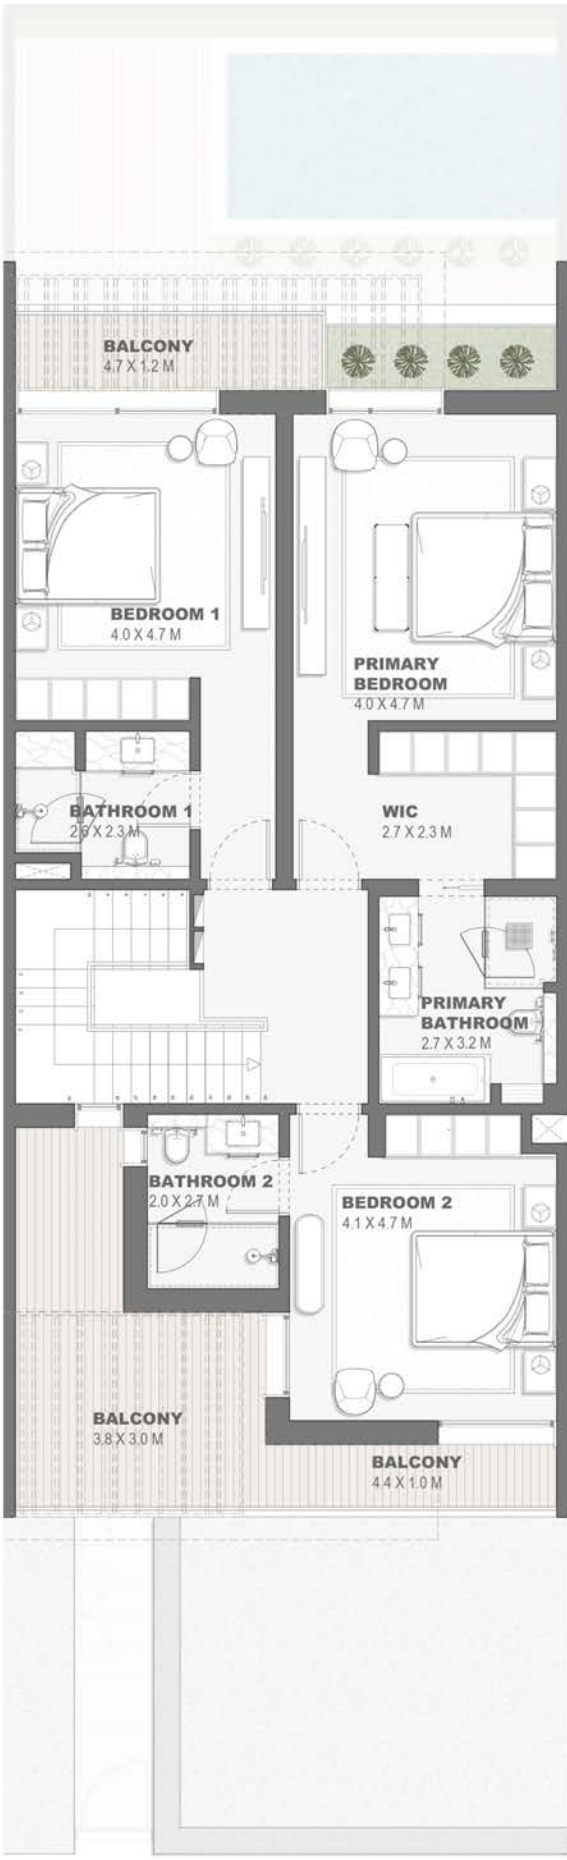 BALCONY
4.7 X 1.2 M
BEDROOM 1
4.0 X 4.7 M
PRIMARY
BEDROOM
4.0 X 4.7 M
BATHROOM 1
2.6 X 2.3 M
WIC
2.7 X 2.3 M
PRIMARY
BATHROOM
2.7 X 3.2 M
BATHROOM 2
2.0 X 2.7 M
BEDROOM 2
4.1 X 4.7 M
BALCONY
3.8 X 3.0 M
BALCONY
4.4 X 1.0 M